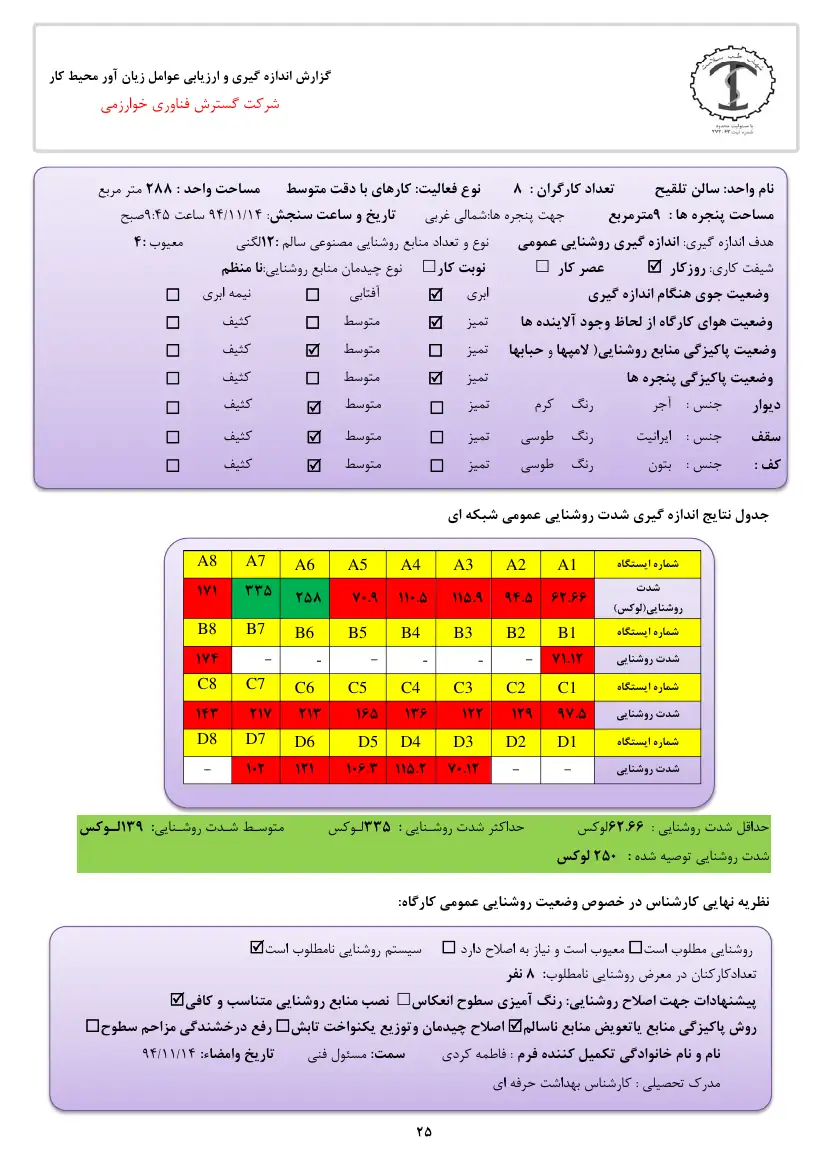 گزارش اندازه گیری و ارزیابی عوامل زیان آور محیط کار
شرکت گسترش فناوری خوارزمی
شهاب طب سلامت
با مسئولیت محدود
نام واحد: سالن تلقیح تعداد کارگران : ۸ نوع فعالیت: کارهای با دقت متوسط مساحت واحد : ۲۸۸ متر مربع
مساحت پنجره ها : ۹مترمربع جهت پنجره ها:شمالی غربی تاریخ و ساعت سنجش: ۹۴/۱۱/۱۴ ساعت ۹:۴۵صبح
هدف اندازه گیری: اندازه گیری روشنایی عمومی نوع و تعداد منابع روشنایی مصنوعی سالم :۱۲لگنی معیوب :۴
شیفت کاری: روزکار ☑ عصر کار ☐ نوبت کار☐ نوع چیدمان منابع روشنایی:نا منظم
وضعیت جوی هنگام اندازه گیری ابری ☑ آفتابی ☐ نیمه ابری ☐
وضعیت هوای کارگاه از لحاظ وجود آلاینده ها تمیز ☑ متوسط ☐ کثیف ☐
وضعیت پاکیزگی منابع روشنایی( لامپها و حبابها تمیز ☐ متوسط ☑ کثیف ☐
وضعیت پاکیزگی پنجره ها تمیز ☑ متوسط ☐ کثیف ☐
دیوار جنس : آجر رنگ کرم تمیز ☐ متوسط ☑ کثیف ☐
سقف جنس : ایرانیت رنگ طوسی تمیز ☐ متوسط ☑ کثیف ☐
کف : جنس : بتون رنگ طوسی تمیز ☐ متوسط ☑ کثیف ☐
جدول نتایج اندازه گیری شدت روشنایی عمومی شبکه ای
شماره ایستگاه A1 A2 A3 A4 A5 A6 A7 A8
شدت روشنایی(لوکس) ۶۲.۶۶ ۹۴.۵ ۱۱۵.۹ ۱۱۰.۵ ۷۰.۹ ۲۵۸ ۳۳۵ ۱۷۱
شماره ایستگاه B1 B2 B3 B4 B5 B6 B7 B8
شدت روشنایی ۷۱.۱۲ – - - – - – ۱۷۴
شماره ایستگاه C1 C2 C3 C4 C5 C6 C7 C8
شدت روشنایی ۹۷.۵ ۱۲۹ ۱۲۲ ۱۳۶ ۱۶۵ ۲۱۳ ۲۱۷ ۱۴۳
شماره ایستگاه D1 D2 D3 D4 D5 D6 D7 D8
شدت روشنایی – – ۷۰.۱۲ ۱۱۵.۲ ۱۰۶.۳ ۱۲۱ ۱۰۲ –
حداقل شدت روشنایی : ۶۲.۶۶لوکس حداکثر شدت روشنایی : ۳۳۵لوکس متوسط شدت روشنایی: ۱۳۹لوکس
شدت روشنایی توصیه شده : ۲۵۰ لوکس
نظریه نهایی کارشناس در خصوص وضعیت روشنایی عمومی کارگاه:
روشنایی مطلوب است☐ معیوب است و نیاز به اصلاح دارد ☐ سیستم روشنایی نامطلوب است☑
تعدادکارکنان در معرض روشنایی نامطلوب: ۸ نفر
پیشنهادات جهت اصلاح روشنایی: رنگ آمیزی سطوح انعکاس☐ نصب منابع روشنایی متناسب و کافی☑
روش پاکیزگی منابع یاتعویض منابع ناسالم☑ اصلاح چیدمان وتوزیع یکنواخت تابش☐ رفع درخشندگی مزاحم سطوح☐
نام و نام خانوادگی تکمیل کننده فرم : فاطمه کردی سمت: مسئول فنی تاریخ وامضاء: ۹۴/۱۱/۱۴
مدرک تحصیلی : کارشناس بهداشت حرفه ای
۲۵